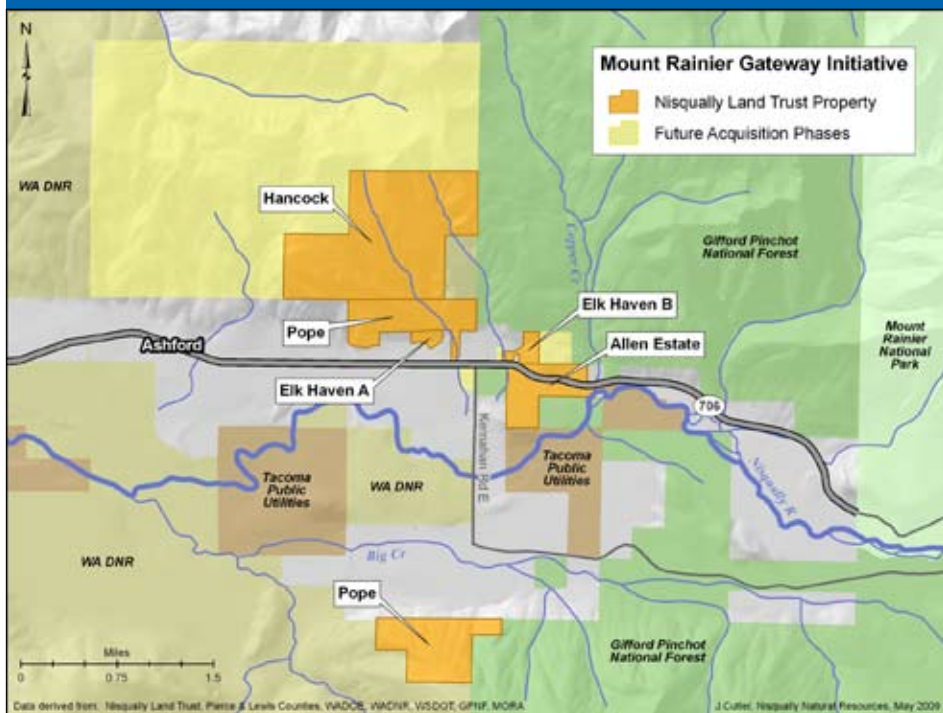 N
Mount Rainier Gateway Initiative
Nisqually Land Trust Property
Future Acquisition Phases
WA DNR
Hancock
Copper Cr
Gifford Pinchot
National Forest
Elk Haven B
Pope
Allen Estate
Mount
Rainier
National
Park
Ashford
Elk Haven A
706
Kernahan Rd E
Tacoma
Public
Utilities
WA DNR
Tacoma
Public
Utilities
Nisqually R
WA DNR
Big Cr
Pope
Miles
0 0.75 1.5
Gifford Pinchot
National Forest
Data derived from: Nisqually Land Trust, Pierce & Lewis Counties, WADOE, WADNR, WSDOT, GPNF, MORA
J.Cutler, Nisqually Natural Resources, May 2009